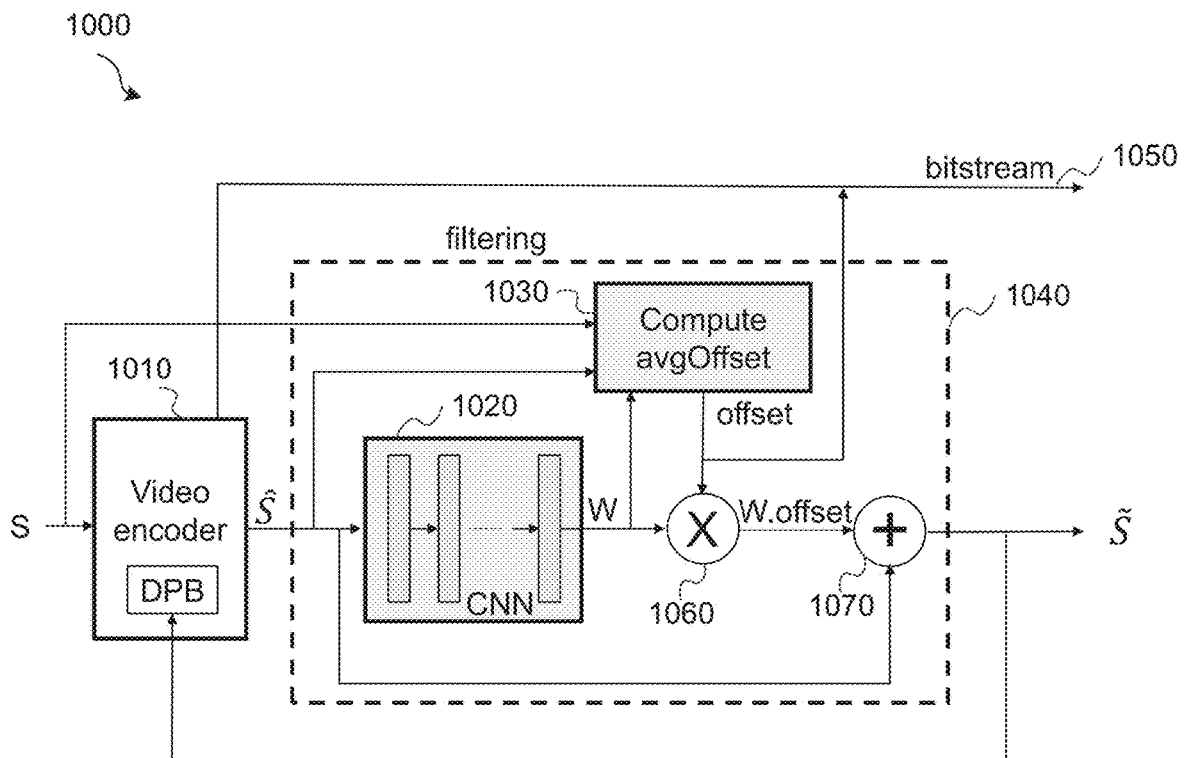 1000
bitstream
1050
filtering
1030
1040
Compute
avgOffset
1010
offset
1020
Video
encoder
S
Ŝ
W
X
W.offset
+
S̃
DPB
CNN
1060
1070